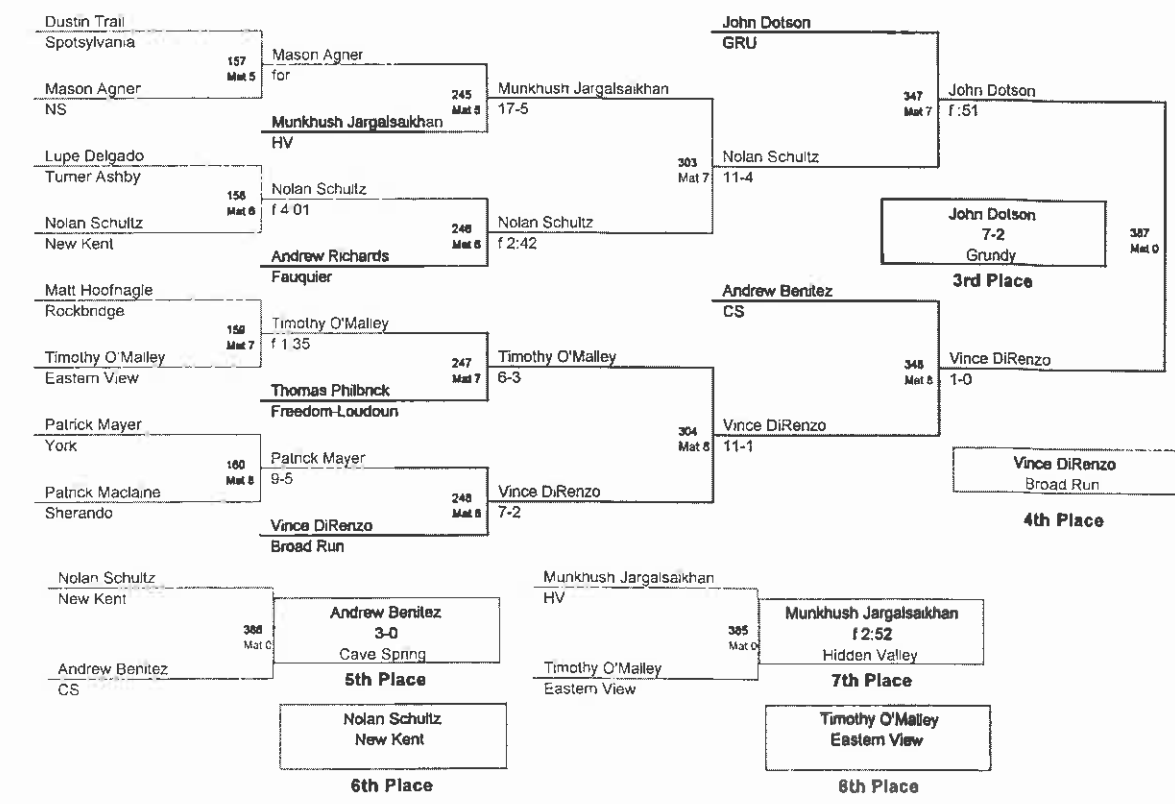 Dustin Trail
Spotsylvania
157
Mat 5
Mason Agner
for
Mason Agner
NS
245
Mat 5
Munkhush Jargalsaikhan
17-5
Munkhush Jargalsaikhan
HV
Lupe Delgado
Turner Ashby
158
Mat 6
Nolan Schultz
f 4 01
Nolan Schultz
New Kent
246
Mat 6
Nolan Schultz
f 2:42
Andrew Richards
Fauquier
303
Mat 7
Nolan Schultz
11-4
John Dotson
GRU
347
Mat 7
John Dotson
f :51
Matt Hoofnagle
Rockbridge
159
Mat 7
Timothy O'Malley
f 1 35
Timothy O'Malley
Eastern View
247
Mat 7
Timothy O'Malley
6-3
Thomas Philbrick
Freedom-Loudoun
Patrick Mayer
York
160
Mat 8
Patrick Mayer
9-5
Patrick Maclaine
Sherando
248
Mat 8
Vince DiRenzo
7-2
Vince DiRenzo
Broad Run
304
Mat 8
Vince DiRenzo
11-1
Andrew Benitez
CS
348
Mat 8
Vince DiRenzo
1-0
387
Mat 0
John Dotson
7-2
Grundy
3rd Place
Vince DiRenzo
Broad Run
4th Place
Nolan Schultz
New Kent
386
Mat 0
Andrew Benitez
CS
Andrew Benitez
3-0
Cave Spring
5th Place
Nolan Schultz
New Kent
6th Place
Munkhush Jargalsaikhan
HV
385
Mat 0
Timothy O'Malley
Eastern View
Munkhush Jargalsaikhan
f 2:52
Hidden Valley
7th Place
Timothy O'Malley
Eastern View
8th Place